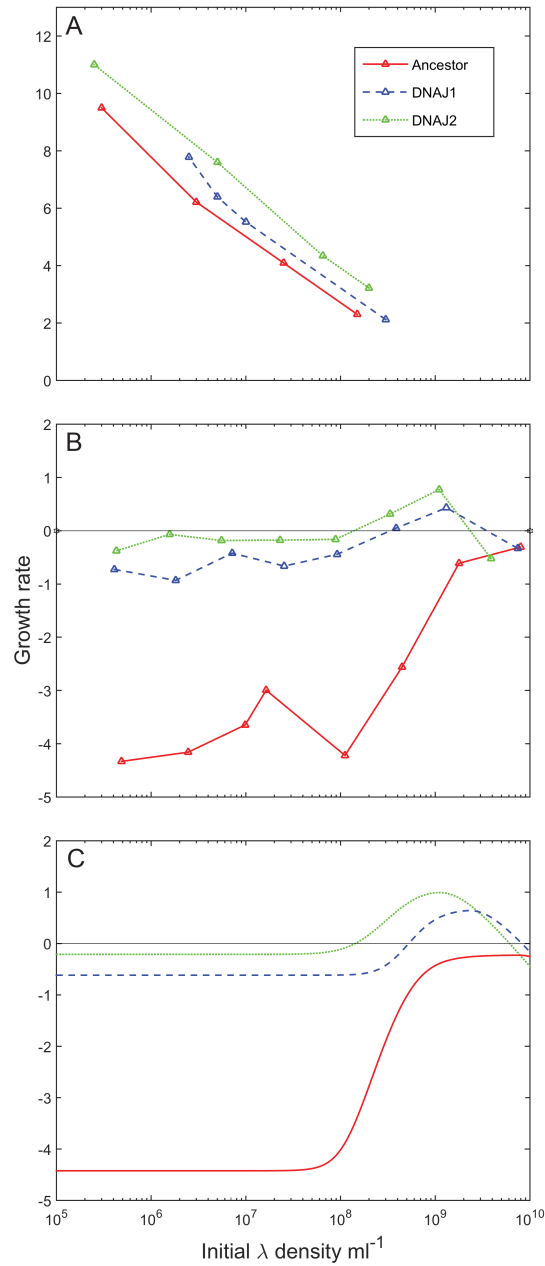 A
12
10
8
6
4
2
0
Ancestor
DNAJ1
DNAJ2
B
2
1
0
-1
-2
-3
-4
-5
Growth rate
C
2
1
0
-1
-2
-3
-4
-5
10^5 10^6 10^7 10^8 10^9 10^10
Initial λ density ml^-1